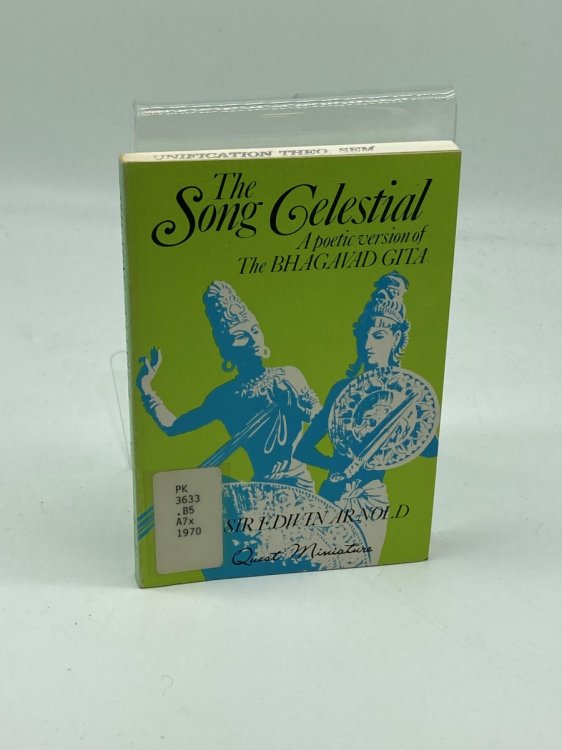 UNIFICATION THEO. SEM
The
Song Celestial
A poetic version of
The BHAGAVAD GITA
PK
3633
.B5
A7x
1970
SIR EDWIN ARNOLD
Quest Miniature